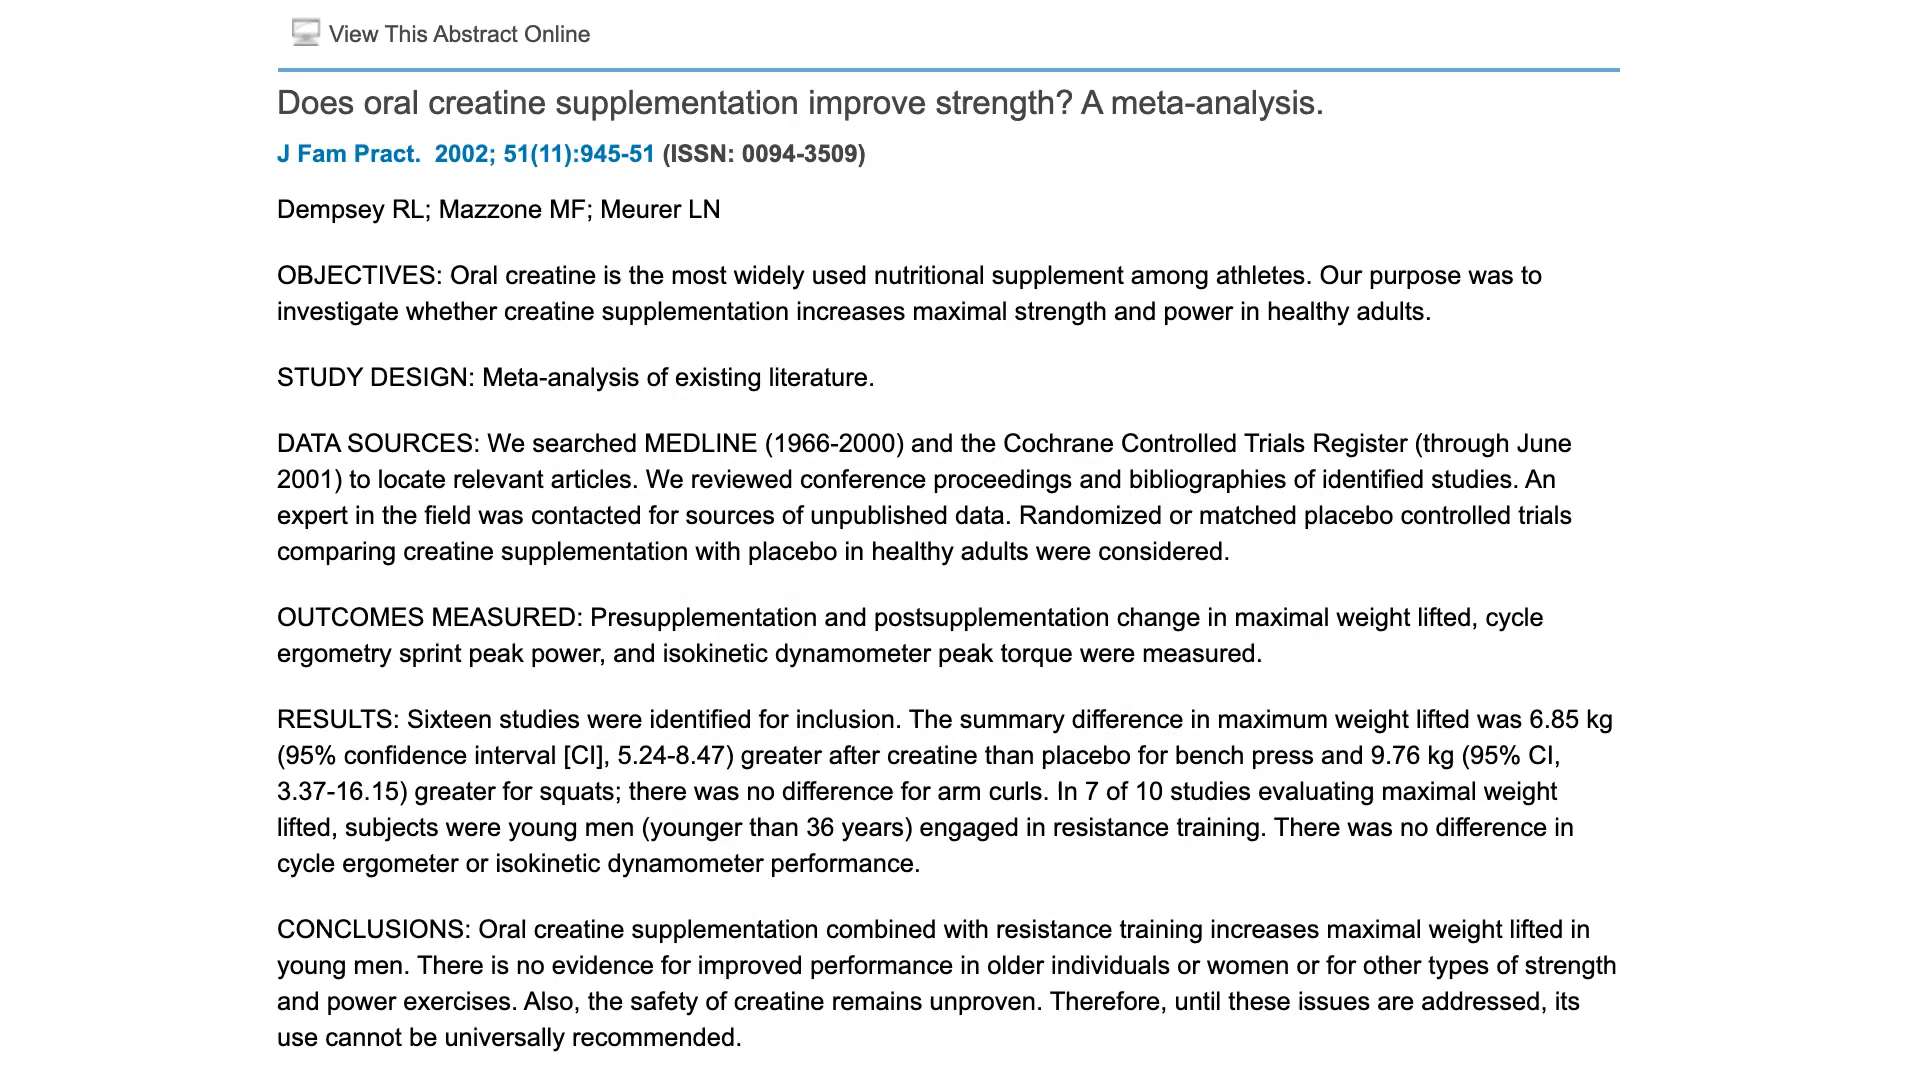 View This Abstract Online
Does oral creatine supplementation improve strength? A meta-analysis.
J Fam Pract.  2002; 51(11):945-51 (ISSN: 0094-3509)
Dempsey RL; Mazzone MF; Meurer LN
OBJECTIVES: Oral creatine is the most widely used nutritional supplement among athletes. Our purpose was to
investigate whether creatine supplementation increases maximal strength and power in healthy adults.
STUDY DESIGN: Meta-analysis of existing literature.
DATA SOURCES: We searched MEDLINE (1966-2000) and the Cochrane Controlled Trials Register (through June
2001) to locate relevant articles. We reviewed conference proceedings and bibliographies of identified studies. An
expert in the field was contacted for sources of unpublished data. Randomized or matched placebo controlled trials
comparing creatine supplementation with placebo in healthy adults were considered.
OUTCOMES MEASURED: Presupplementation and postsupplementation change in maximal weight lifted, cycle
ergometry sprint peak power, and isokinetic dynamometer peak torque were measured.
RESULTS: Sixteen studies were identified for inclusion. The summary difference in maximum weight lifted was 6.85 kg
(95% confidence interval [CI], 5.24-8.47) greater after creatine than placebo for bench press and 9.76 kg (95% CI,
3.37-16.15) greater for squats; there was no difference for arm curls. In 7 of 10 studies evaluating maximal weight
lifted, subjects were young men (younger than 36 years) engaged in resistance training. There was no difference in
cycle ergometer or isokinetic dynamometer performance.
CONCLUSIONS: Oral creatine supplementation combined with resistance training increases maximal weight lifted in
young men. There is no evidence for improved performance in older individuals or women or for other types of strength
and power exercises. Also, the safety of creatine remains unproven. Therefore, until these issues are addressed, its
use cannot be universally recommended.